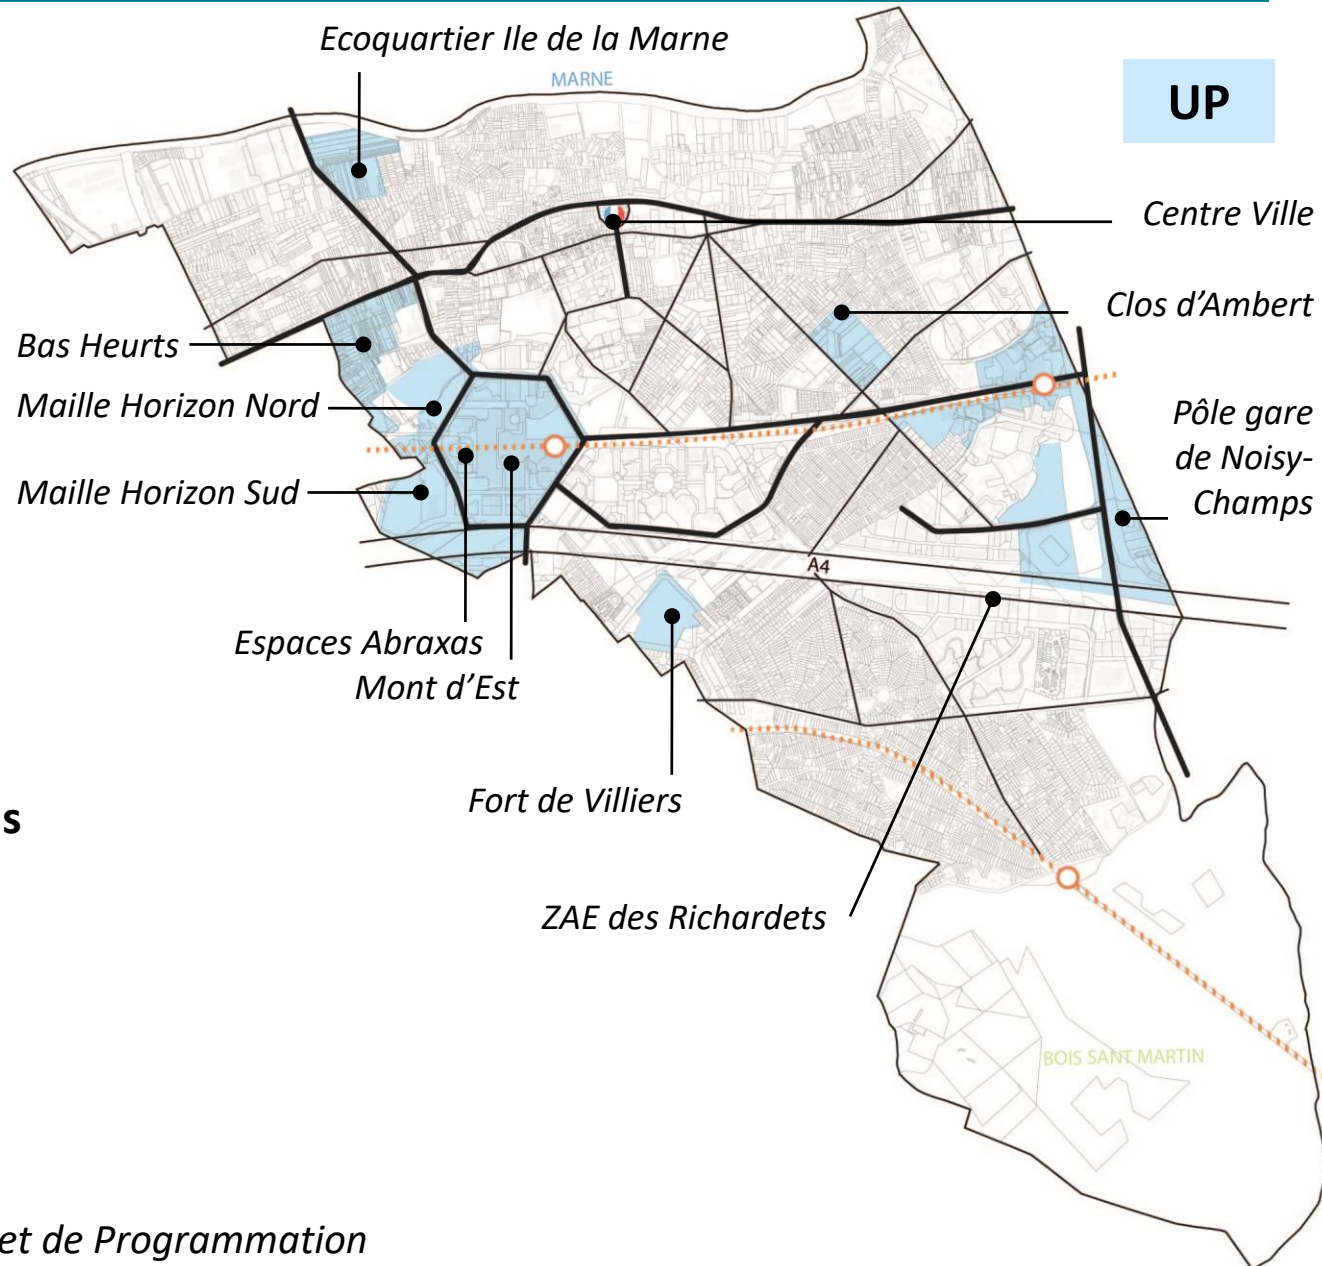 Ecoquartier Ile de la Marne
MARNE
UP
Centre Ville
Clos d'Ambert
Bas Heurts
Maille Horizon Nord
Pôle gare
de Noisy-
Champs
Maille Horizon Sud
A4
Espaces Abraxas
Mont d'Est
Fort de Villiers
s
ZAE des Richardets
BOIS SANT MARTIN
et de Programmation